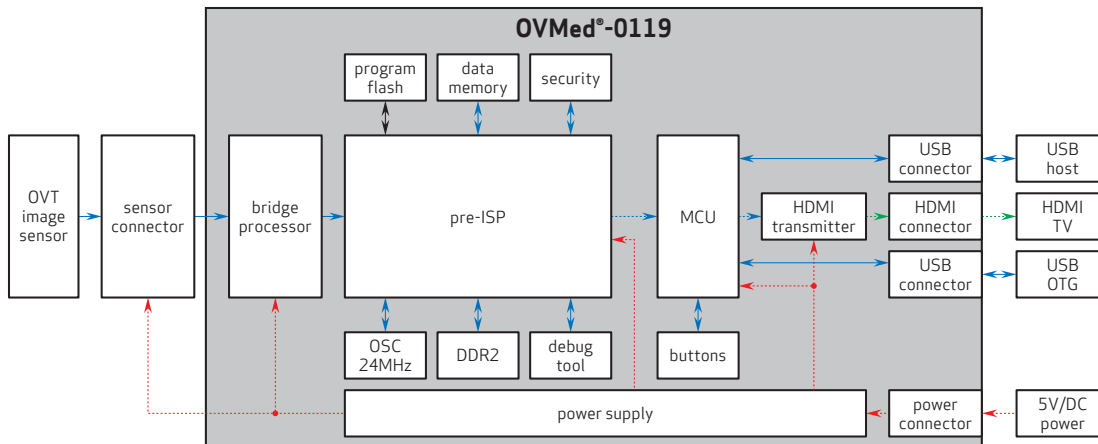 OVMed®-0119
program
flash
data
memory
security
OVT
image
sensor
sensor
connector
bridge
processor
pre-ISP
MCU
HDMI
transmitter
USB
connector
USB
host
HDMI
connector
HDMI
TV
USB
connector
USB
OTG
OSC
24MHz
DDR2
debug
tool
buttons
power supply
power
connector
5V/DC
power